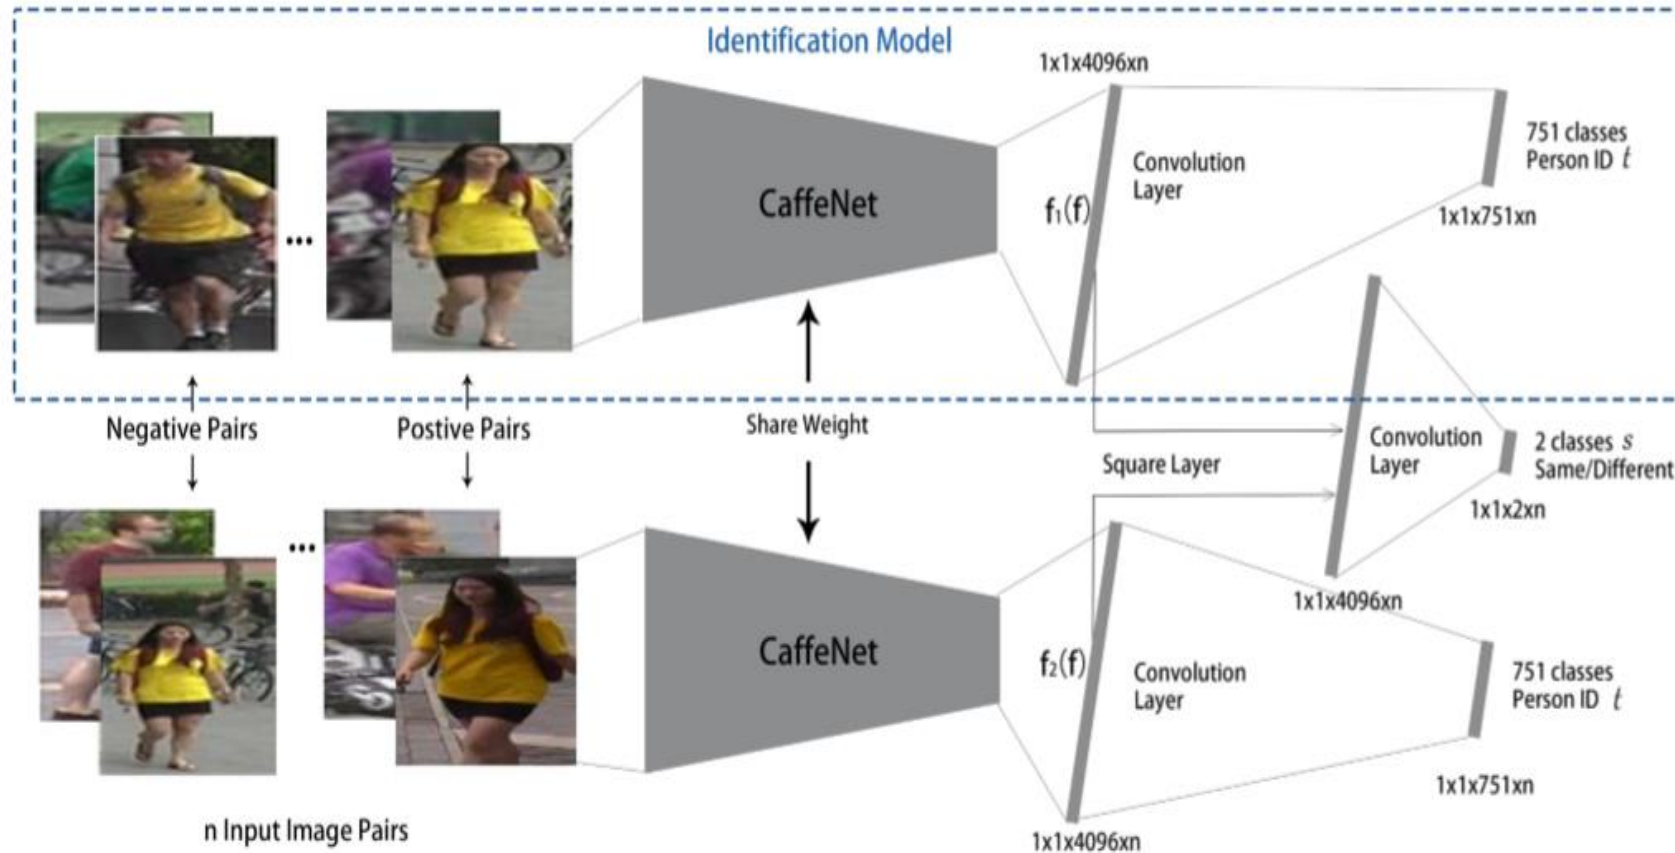 Identification Model
1x1x4096xn
751 classes
Person ID t
Convolution
Layer
CaffeNet
f₁(f)
1x1x751xn
...
Negative Pairs
Postive Pairs
Share Weight
Convolution
Layer
2 classes s
Same/Different
Square Layer
1x1x2xn
...
1x1x4096xn
CaffeNet
f₂(f)
Convolution
Layer
751 classes
Person ID t
1x1x751xn
n Input Image Pairs
1x1x4096xn